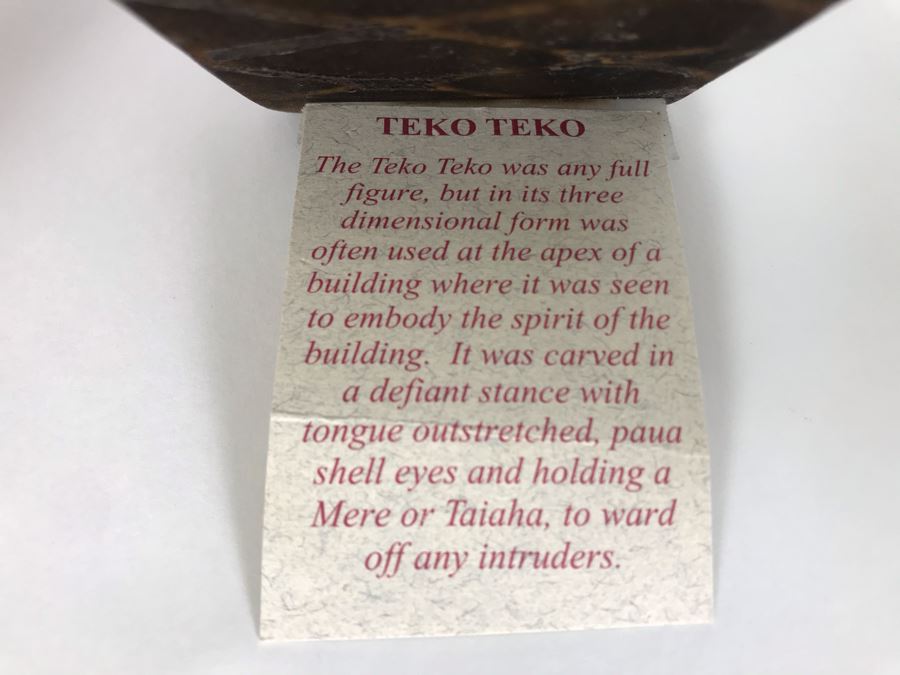 TEKO TEKO
The Teko Teko was any full
figure, but in its three
dimensional form was
often used at the apex of a
building where it was seen
to embody the spirit of the
building.  It was carved in
a defiant stance with
tongue outstretched, paua
shell eyes and holding a
Mere or Taiaha, to ward
off any intruders.